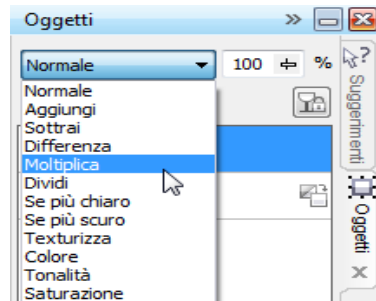 Oggetti
Normale 100 %
Normale
Aggiungi
Sottrai
Differenza
Moltiplica
Dividi
Se più chiaro
Se più scuro
Texturizza
Colore
Tonalità
Saturazione
Suggerimenti
Oggetti